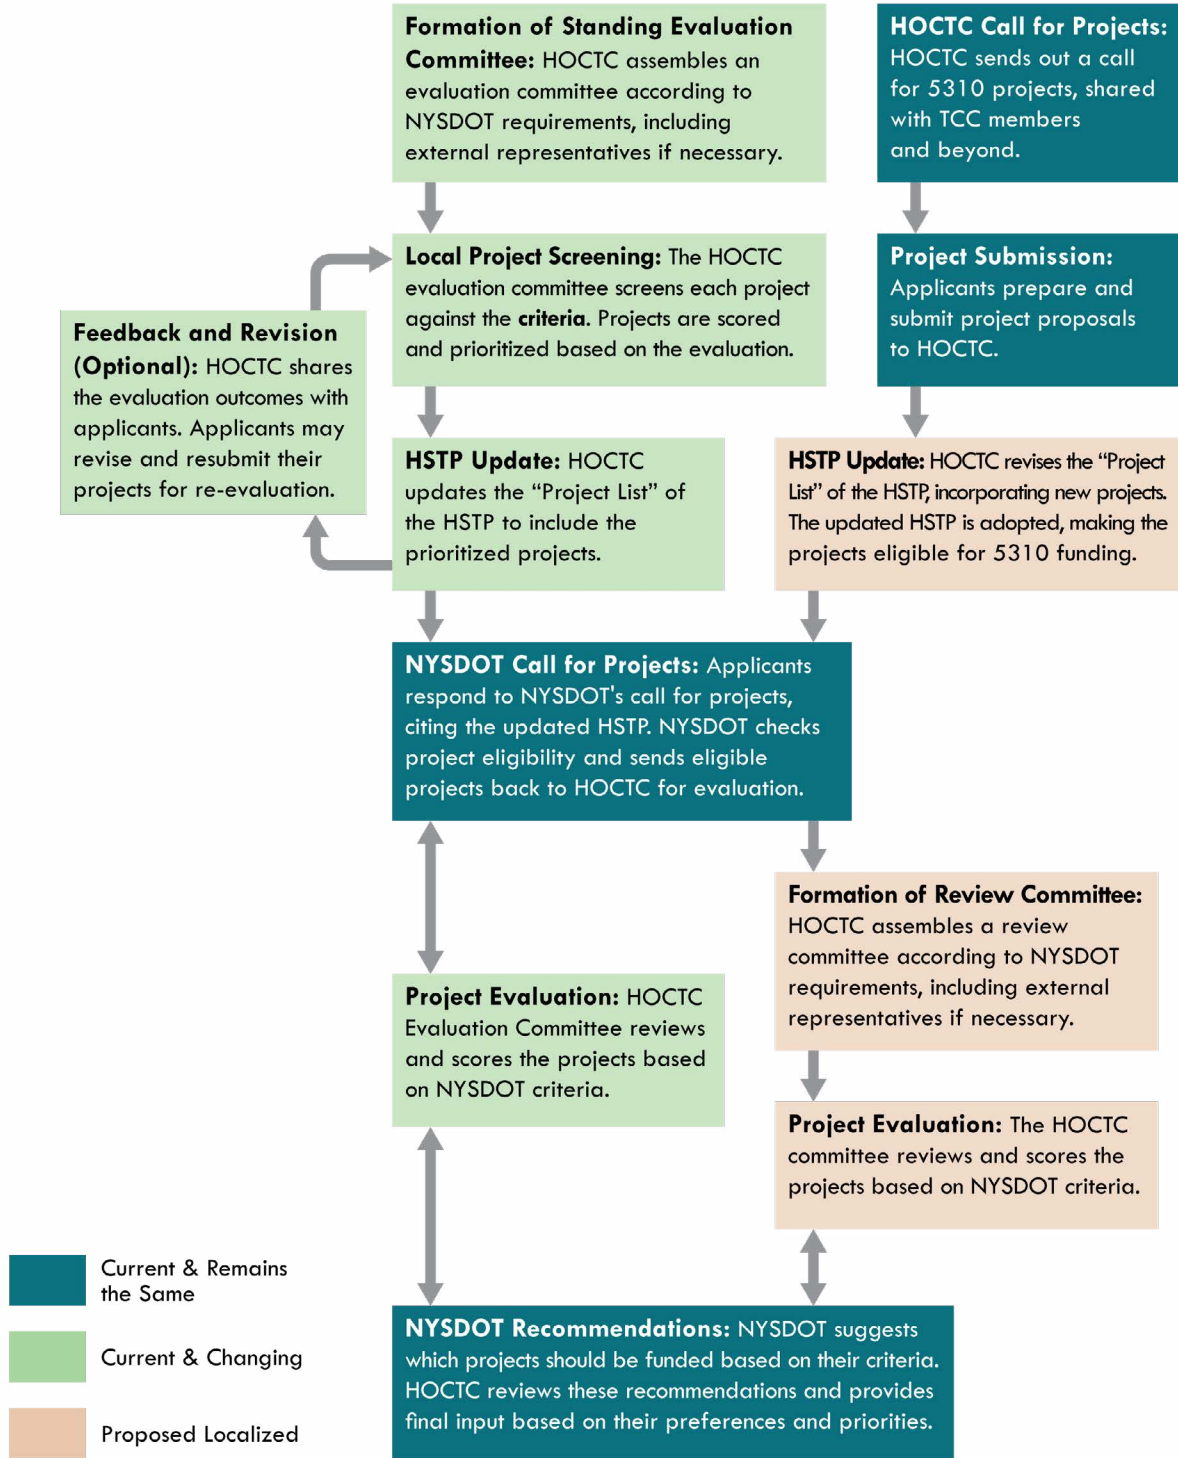 Formation of Standing Evaluation
Committee: HOCTC assembles an
evaluation committee according to
NYSDOT requirements, including
external representatives if necessary.
HOCTC Call for Projects:
HOCTC sends out a call
for 5310 projects, shared
with TCC members
and beyond.
Local Project Screening: The HOCTC
evaluation committee screens each project
against the criteria. Projects are scored
and prioritized based on the evaluation.
Project Submission:
Applicants prepare and
submit project proposals
to HOCTC.
Feedback and Revision
(Optional): HOCTC shares
the evaluation outcomes with
applicants. Applicants may
revise and resubmit their
projects for re-evaluation.
HSTP Update: HOCTC
updates the “Project List” of
the HSTP to include the
prioritized projects.
HSTP Update: HOCTC revises the “Project
List” of the HSTP, incorporating new projects.
The updated HSTP is adopted, making the
projects eligible for 5310 funding.
NYSDOT Call for Projects: Applicants
respond to NYSDOT's call for projects,
citing the updated HSTP. NYSDOT checks
project eligibility and sends eligible
projects back to HOCTC for evaluation.
Formation of Review Committee:
HOCTC assembles a review
committee according to NYSDOT
requirements, including external
representatives if necessary.
Project Evaluation: HOCTC
Evaluation Committee reviews
and scores the projects based
on NYSDOT criteria.
Project Evaluation: The HOCTC
committee reviews and scores the
projects based on NYSDOT criteria.
NYSDOT Recommendations: NYSDOT suggests
which projects should be funded based on their criteria.
HOCTC reviews these recommendations and provides
final input based on their preferences and priorities.
Current & Remains
the Same
Current & Changing
Proposed Localized